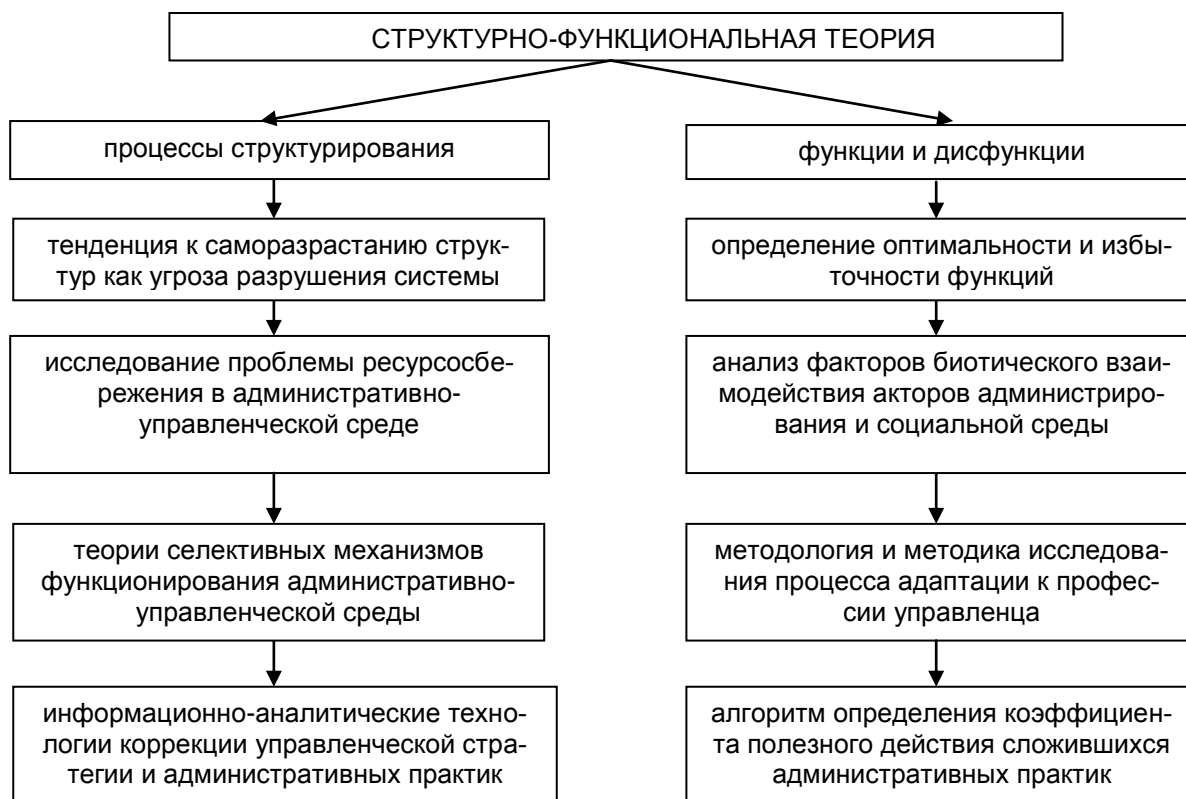 СТРУКТУРНО-ФУНКЦИОНАЛЬНАЯ ТЕОРИЯ
процессы структурирования
тенденция к саморазрастанию струк-
тур как угроза разрушения системы
исследование проблемы ресурсосбе-
режения в административно-
управленческой среде
теории селективных механизмов
функционирования административно-
управленческой среды
информационно-аналитические техно-
логии коррекции управленческой стра-
тегии и административных практик
функции и дисфункции
определение оптимальности и избы-
точности функций
анализ факторов биотического взаи-
модействия акторов администриро-
вания и социальной среды
методология и методика исследова-
ния процесса адаптации к профес-
сии управленца
алгоритм определения коэффициен-
та полезного действия сложившихся
административных практик